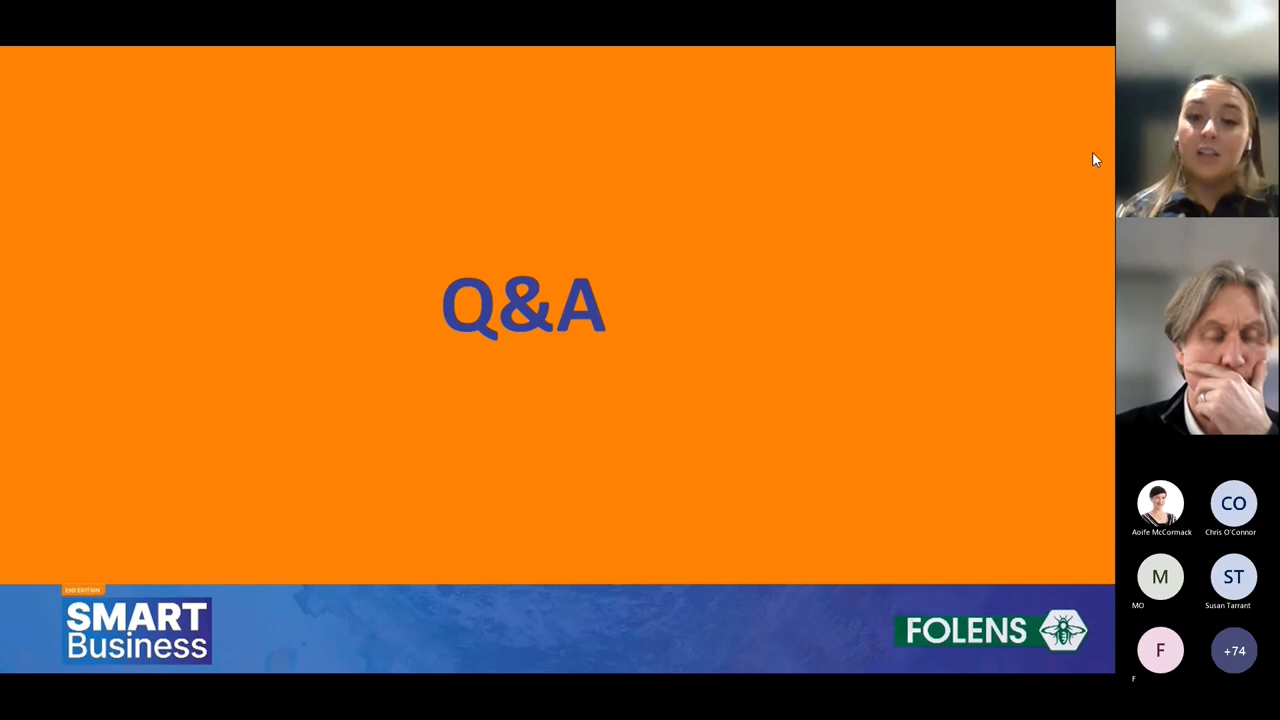 Q&A
2ND EDITION
SMART
Business
FOLENS
CO
Aoife McCormack
Chris O'Connor
M
ST
MO
Susan Tarrant
F
+74
F